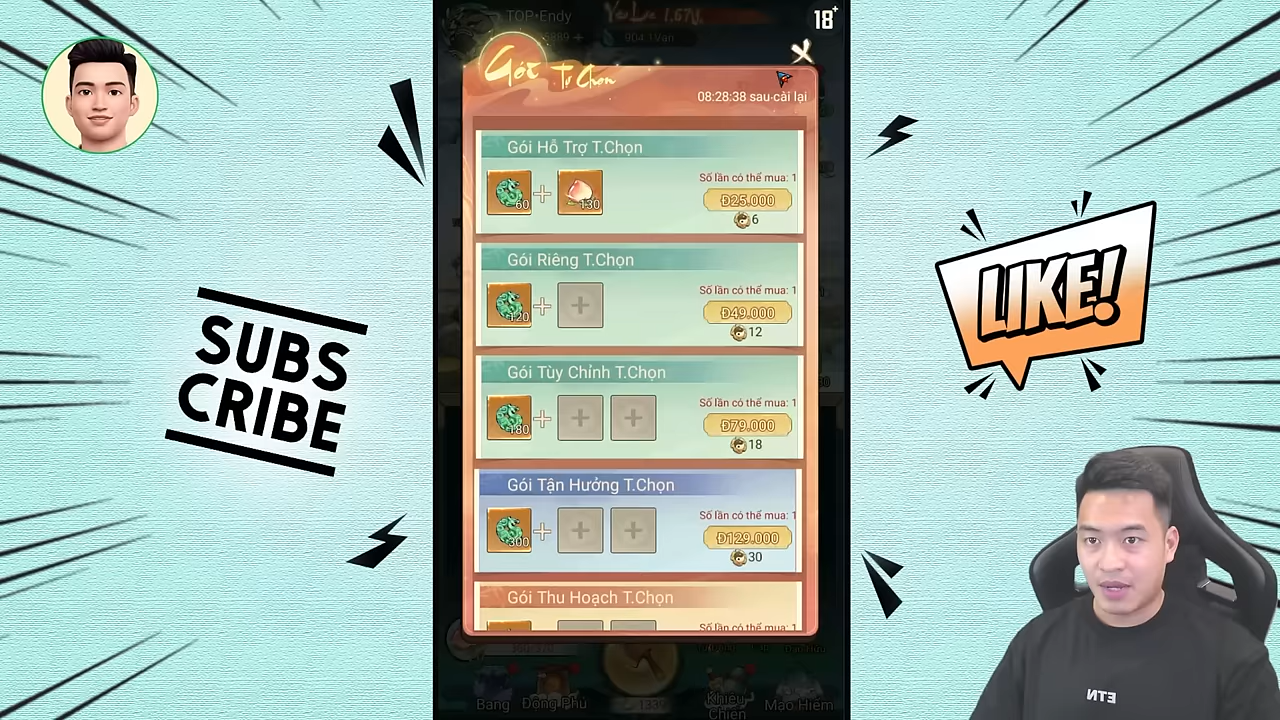 TOP•Endy
18+
Gói Tự Chọn
08:28:38 sau cài lại
Gói Hỗ Trợ T.Chọn
60
130
Số lần có thể mua: 1
Đ25.000
6
Gói Riêng T.Chọn
120
Số lần có thể mua: 1
Đ49.000
12
Gói Tùy Chỉnh T.Chọn
180
Số lần có thể mua: 1
Đ79.000
18
Gói Tận Hưởng T.Chọn
300
Số lần có thể mua: 1
Đ129.000
30
Gói Thu Hoạch T.Chọn
Số lần có thể mua: 1
Bang
Động Phủ
Khiêu Chiến
Mạo Hiểm
SUBS
CRIBE
LIKE!
ETN